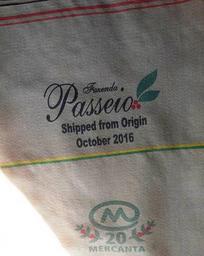 Fazenda
Passeio
Shipped from Origin
October 2016
M
20
MERCANTA